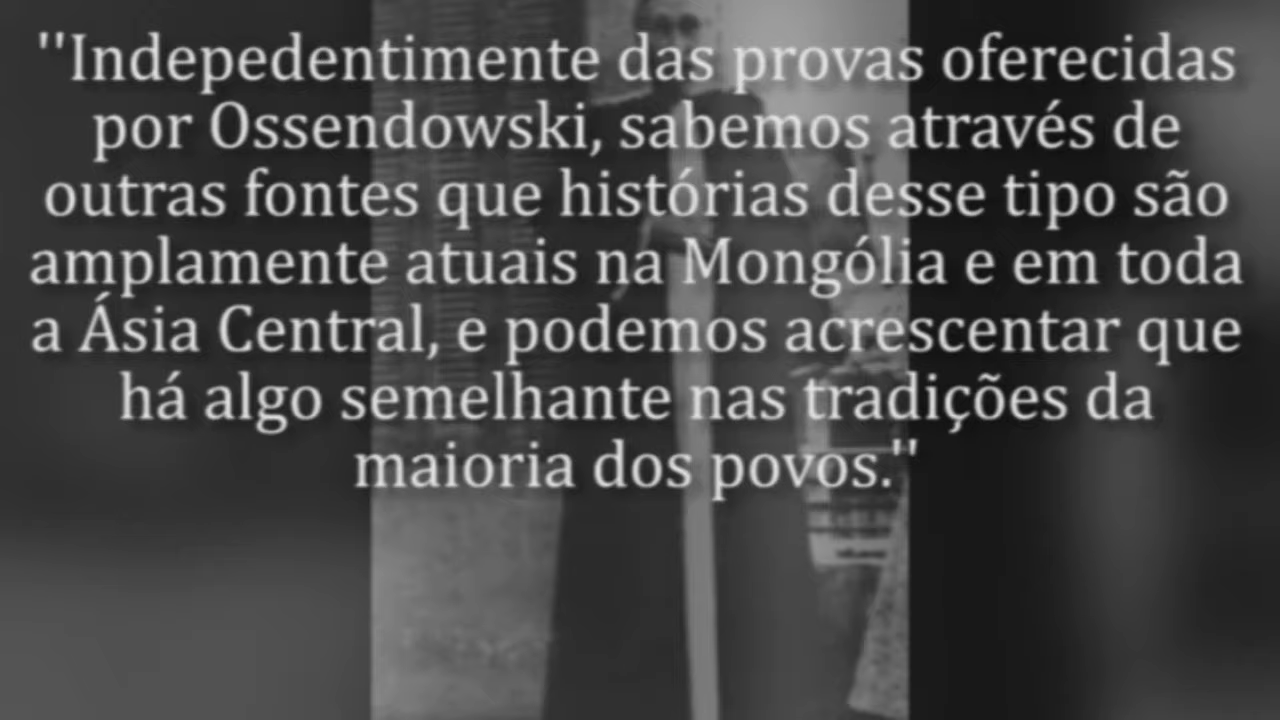 "Indepedentimente das provas oferecidas
por Ossendowski, sabemos através de
outras fontes que histórias desse tipo são
amplamente atuais na Mongólia e em toda
a Ásia Central, e podemos acrescentar que
há algo semelhante nas tradições da
maioria dos povos."